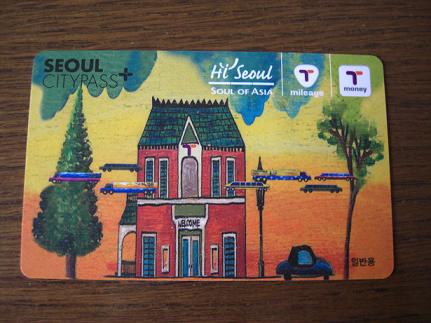 SEOUL
CITYPASS+
Hi Seoul
SOUL OF ASIA
T
mileage
T
money
T
WELCOME
일반용